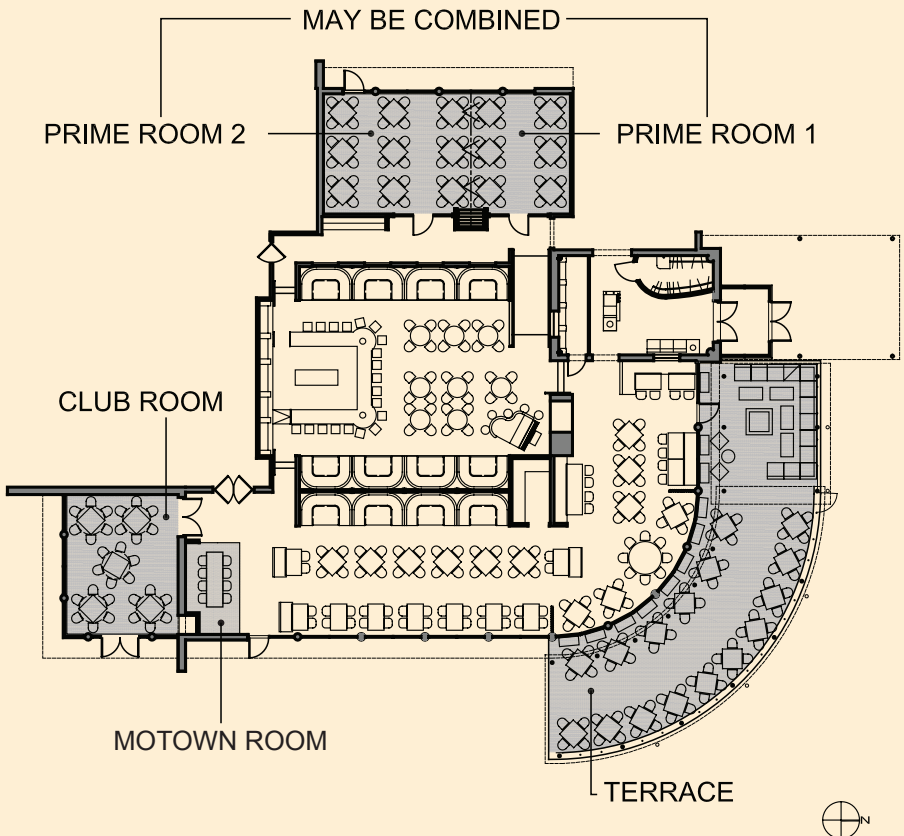 MAY BE COMBINED
PRIME ROOM 2
PRIME ROOM 1
CLUB ROOM
MOTOWN ROOM
TERRACE
N